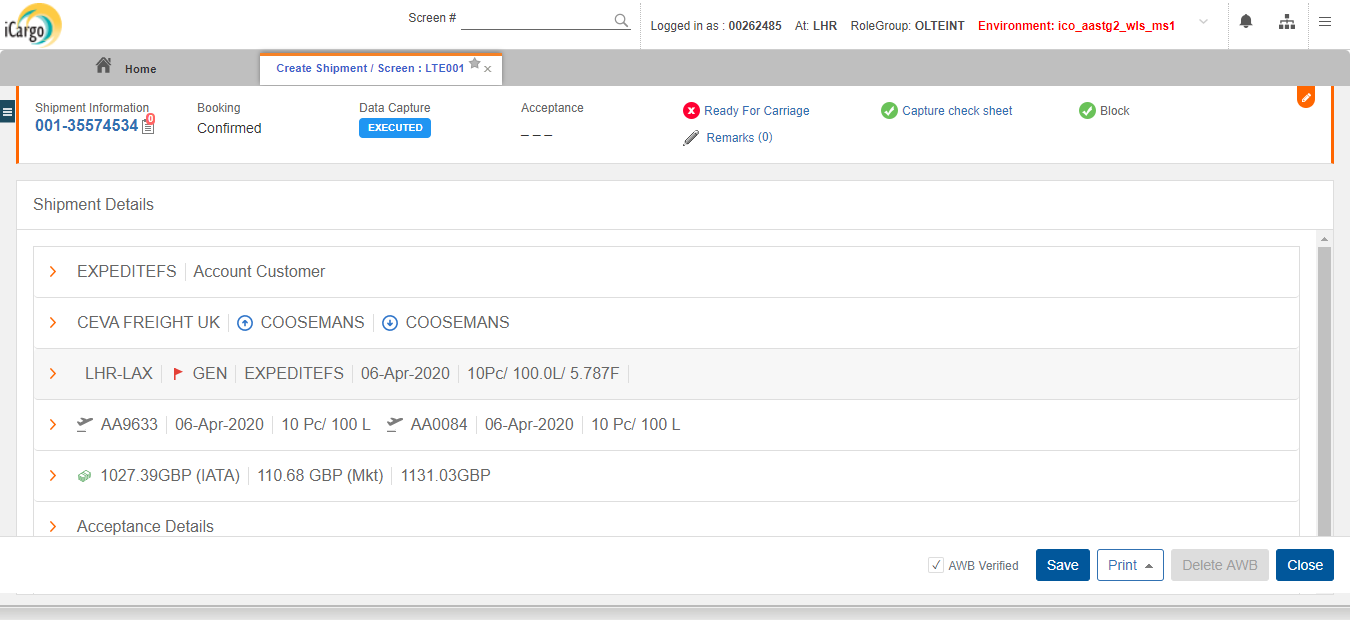 iCargo
Screen #
Logged in as : 00262485 At: LHR RoleGroup: OLTEINT Environment: ico_aastg2_wls_ms1
Home
Create Shipment / Screen : LTE001
Shipment Information
001-35574534
0
Booking
Confirmed
Data Capture
EXECUTED
Acceptance
_ _ _
Ready For Carriage
Remarks (0)
Capture check sheet
Block
Shipment Details
EXPEDITEFS Account Customer
CEVA FREIGHT UK COOSEMANS COOSEMANS
LHR-LAX GEN EXPEDITEFS 06-Apr-2020 10Pc/ 100.0L/ 5.787F
AA9633 06-Apr-2020 10 Pc/ 100 L AA0084 06-Apr-2020 10 Pc/ 100 L
1027.39GBP (IATA) 110.68 GBP (Mkt) 1131.03GBP
Acceptance Details
AWB Verified Save Print Delete AWB Close